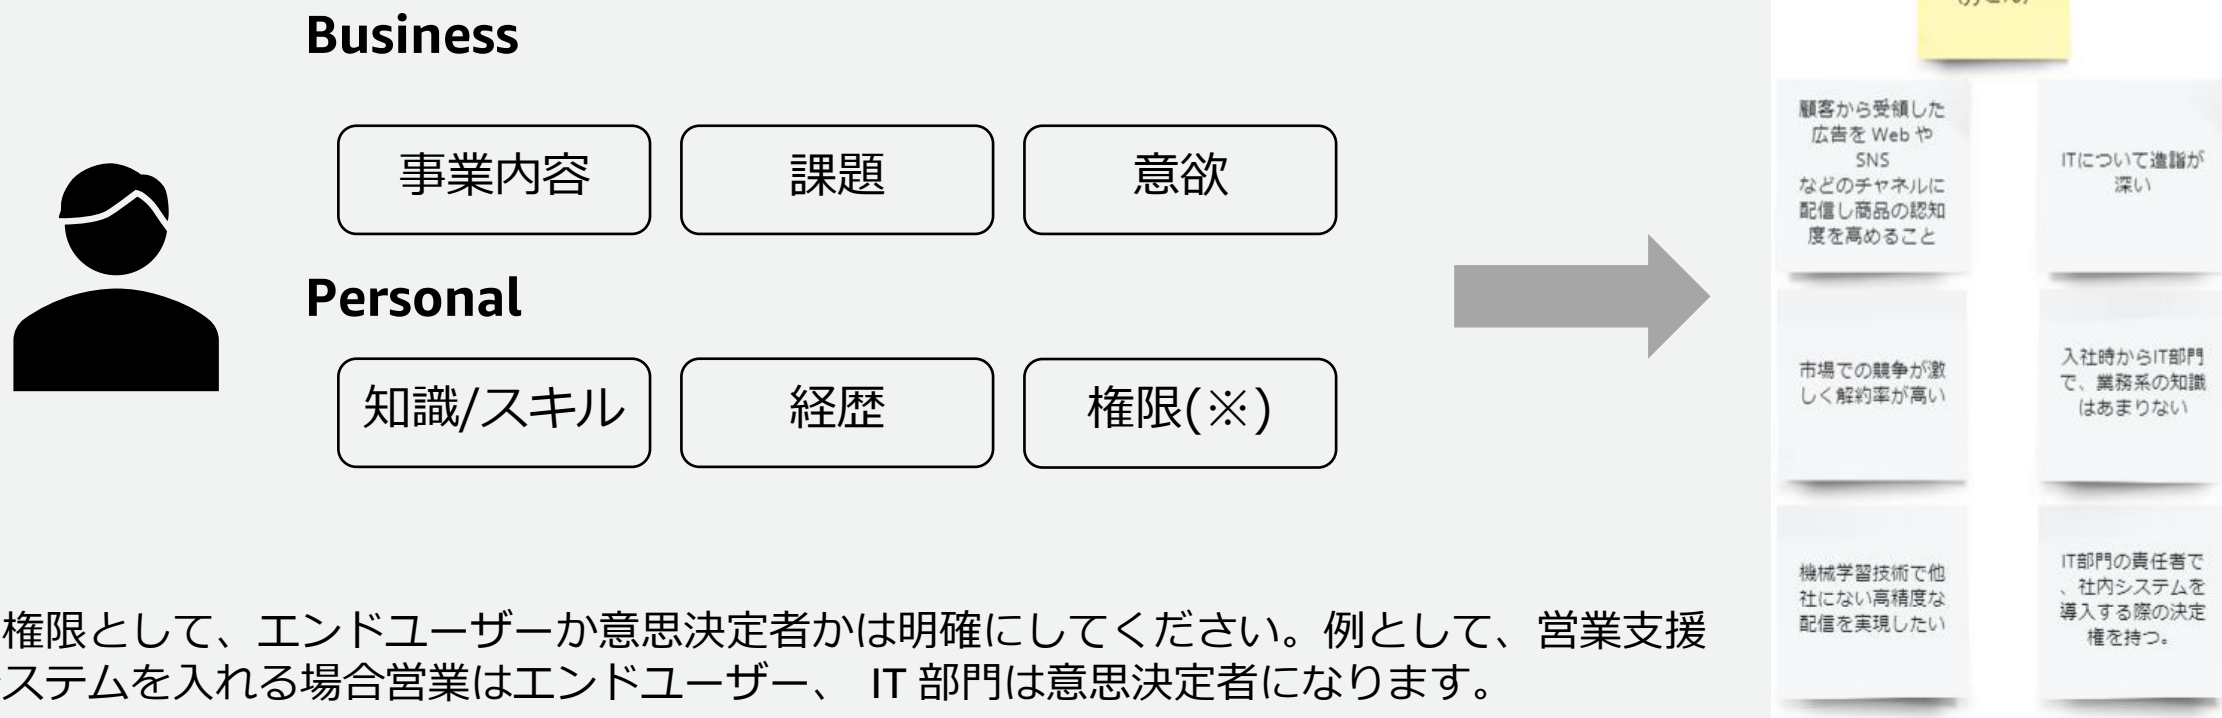 Business
事業内容
課題
意欲
Personal
知識/スキル
経歴
権限(※)
権限として、エンドユーザーか意思決定者かは明確にしてください。例として、営業支援
ステムを入れる場合営業はエンドユーザー、 IT 部門は意思決定者になります。
顧客から受領した
広告を Web や
SNS
などのチャネルに
配信し商品の認知
度を高めること
ITについて造詣が
深い
市場での競争が激
しく解約率が高い
入社時からIT部門
で、業務系の知識
はあまりない
機械学習技術で他
社にない高精度な
配信を実現したい
IT部門の責任者で
、社内システムを
導入する際の決定
権を持つ。